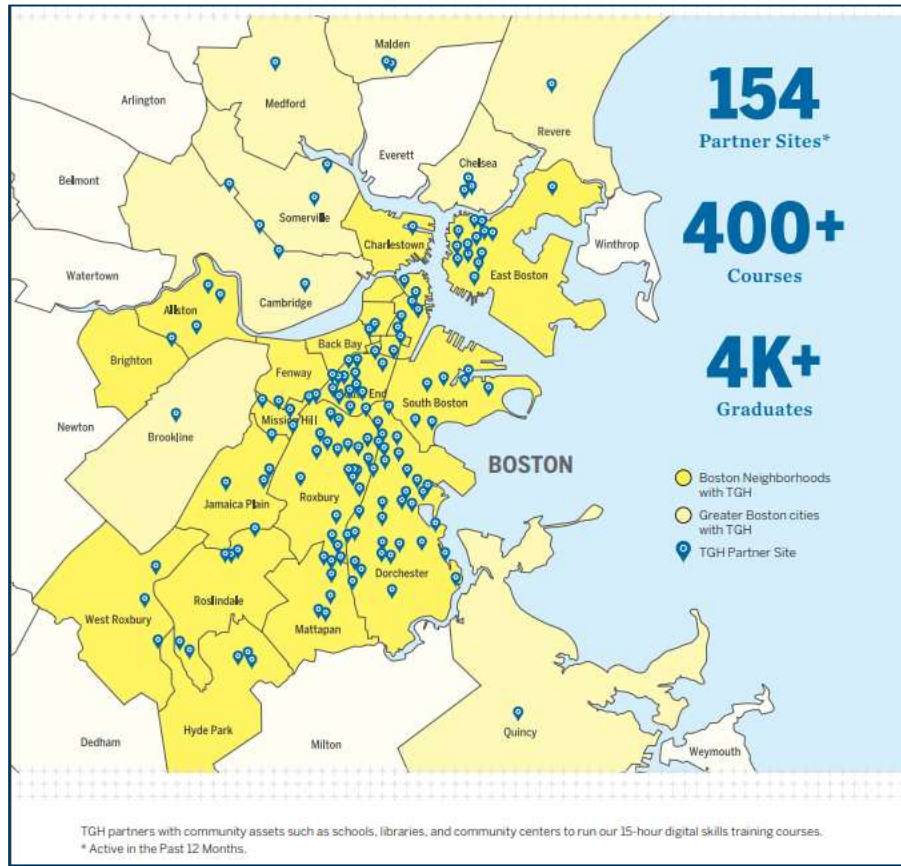 Malden
Arlington
Medford
154
Partner Sites*
Revere
Everett
Chelsea
Belmont
Somerville
400+
Courses
Charlestown
Winthrop
East Boston
Watertown
Cambridge
Allston
Back Bay
4K+
Graduates
Brighton
Fenway
End
South Boston
Mission Hill
Newton
Brookline
BOSTON
Boston Neighborhoods
with TGH
Greater Boston cities
with TGH
TGH Partner Site
Jamaica Plain
Roxbury
Dorchester
Roslindale
West Roxbury
Mattapan
Hyde Park
Quincy
Dedham
Milton
Weymouth
TGH partners with community assets such as schools, libraries, and community centers to run our 15-hour digital skills training courses.
* Active in the Past 12 Months.